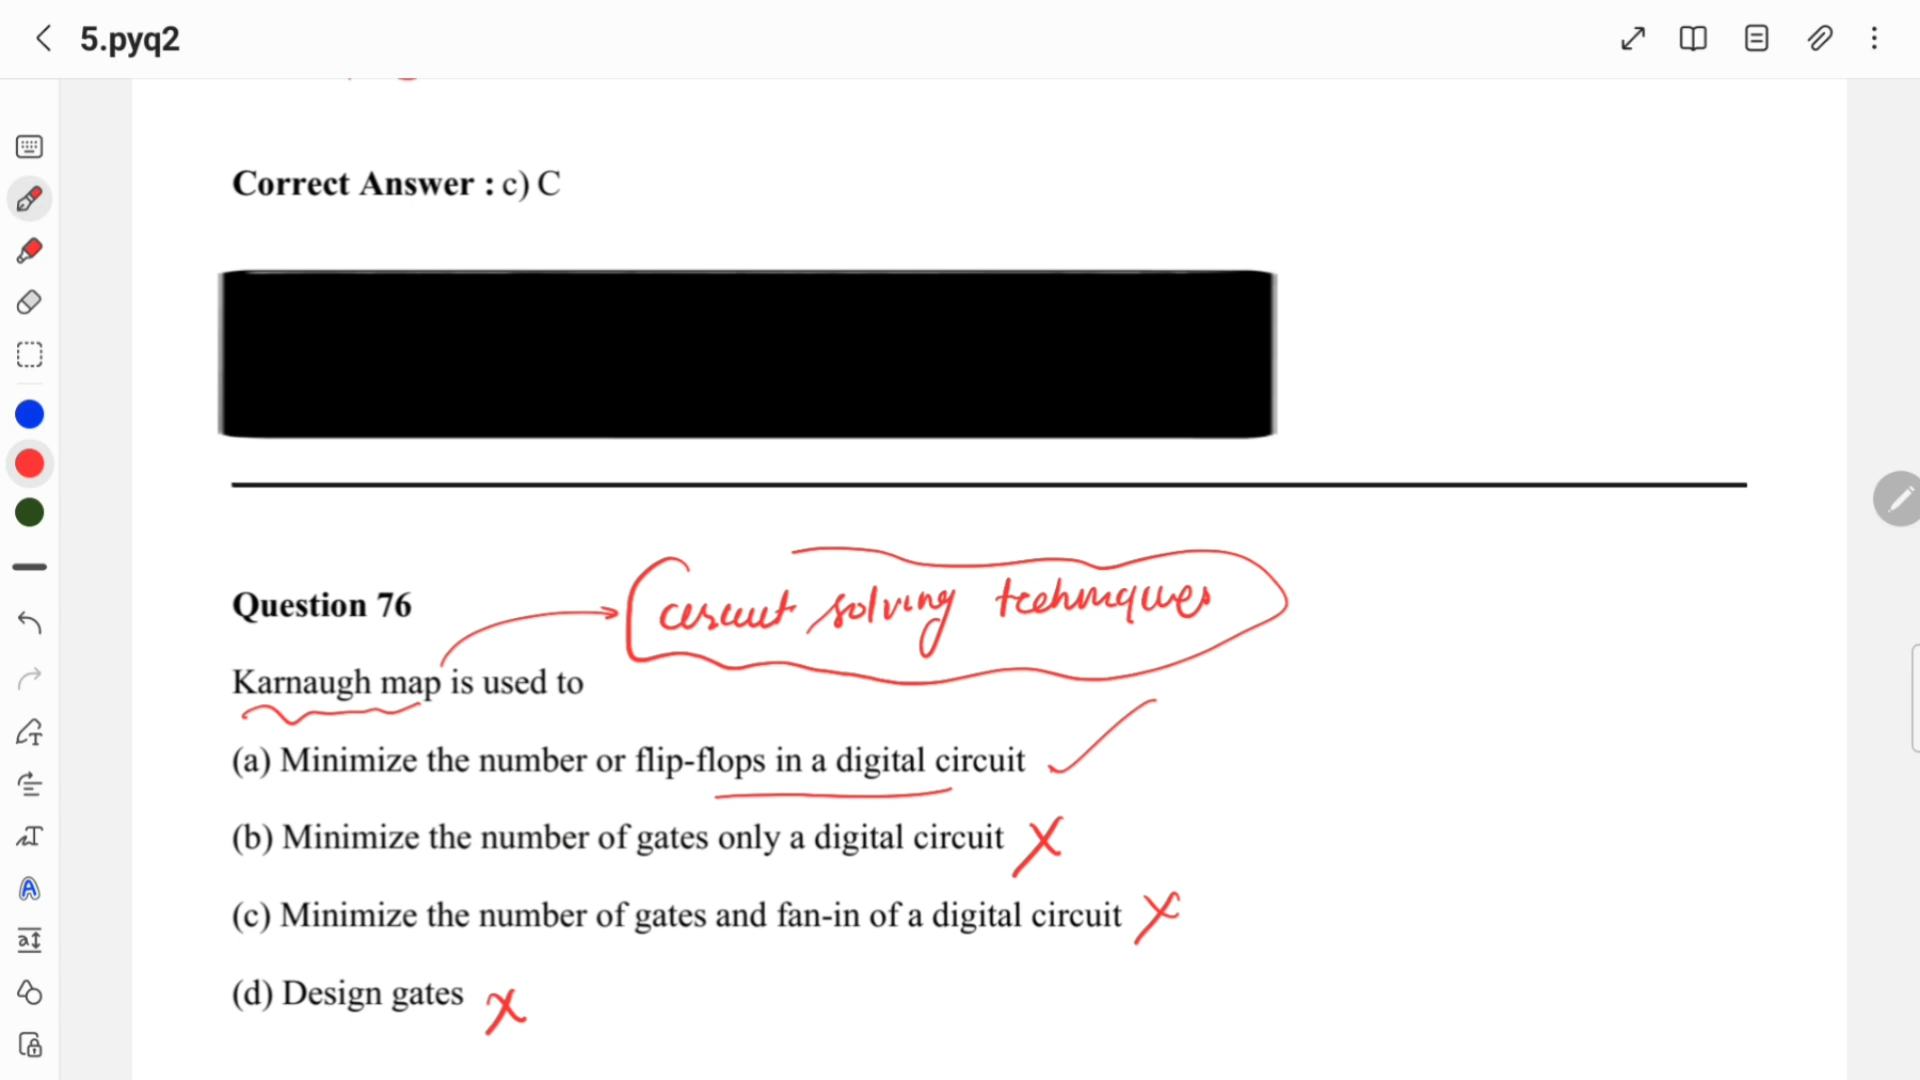 5.pyq2
Correct Answer : c) C
Question 76
circuit solving techniques
Karnaugh map is used to
(a) Minimize the number or flip-flops in a digital circuit
(b) Minimize the number of gates only a digital circuit
(c) Minimize the number of gates and fan-in of a digital circuit
(d) Design gates